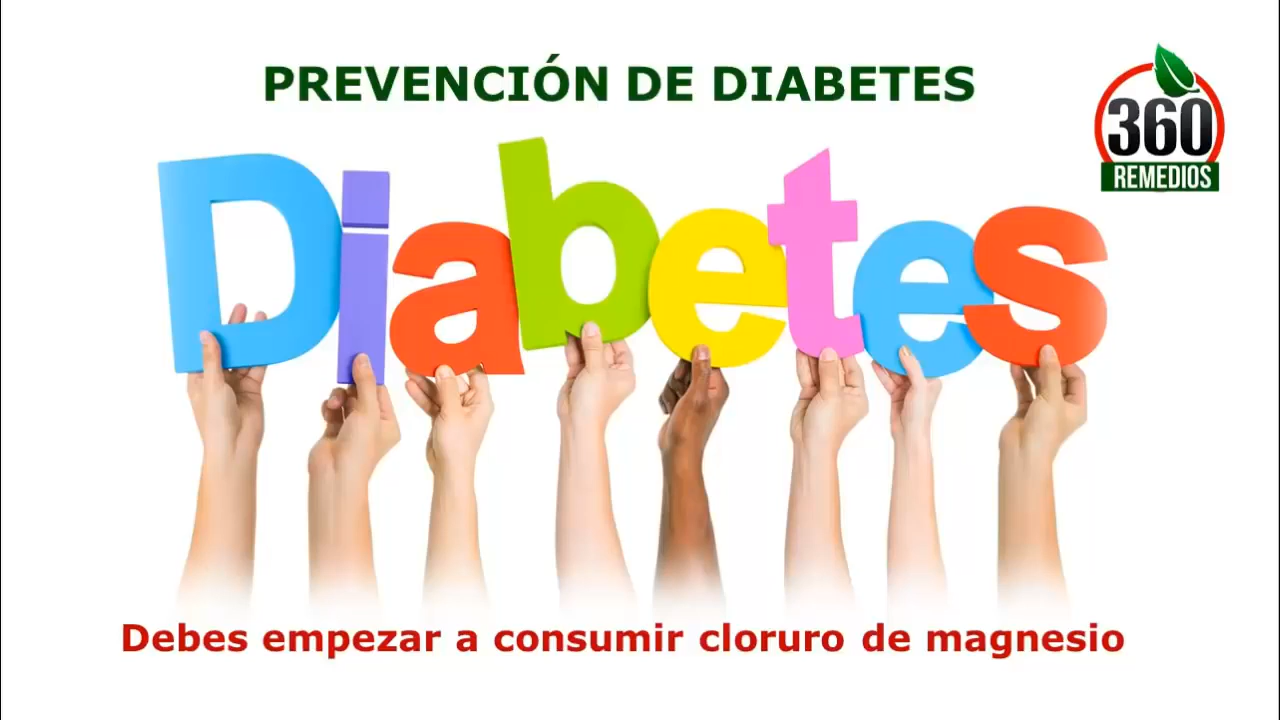 PREVENCIÓN DE DIABETES
360
REMEDIOS
Diabetes
Debes empezar a consumir cloruro de magnesio